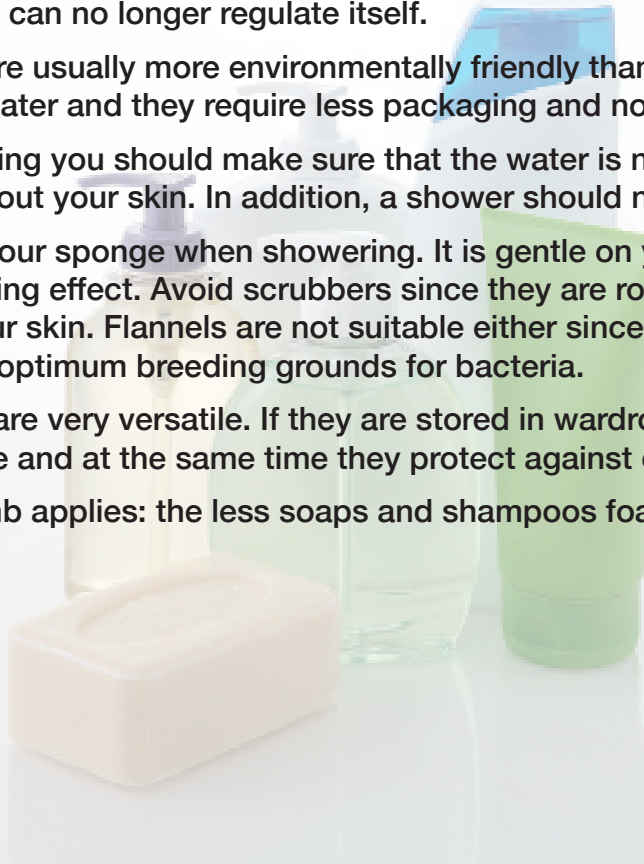 can no longer regulate itself.
re usually more environmentally friendly than
ater and they require less packaging and no
ing you should make sure that the water is n
out your skin. In addition, a shower should n
our sponge when showering. It is gentle on y
ing effect. Avoid scrubbers since they are ro
ur skin. Flannels are not suitable either since
optimum breeding grounds for bacteria.
are very versatile. If they are stored in wardro
e and at the same time they protect against c
mb applies: the less soaps and shampoos foa